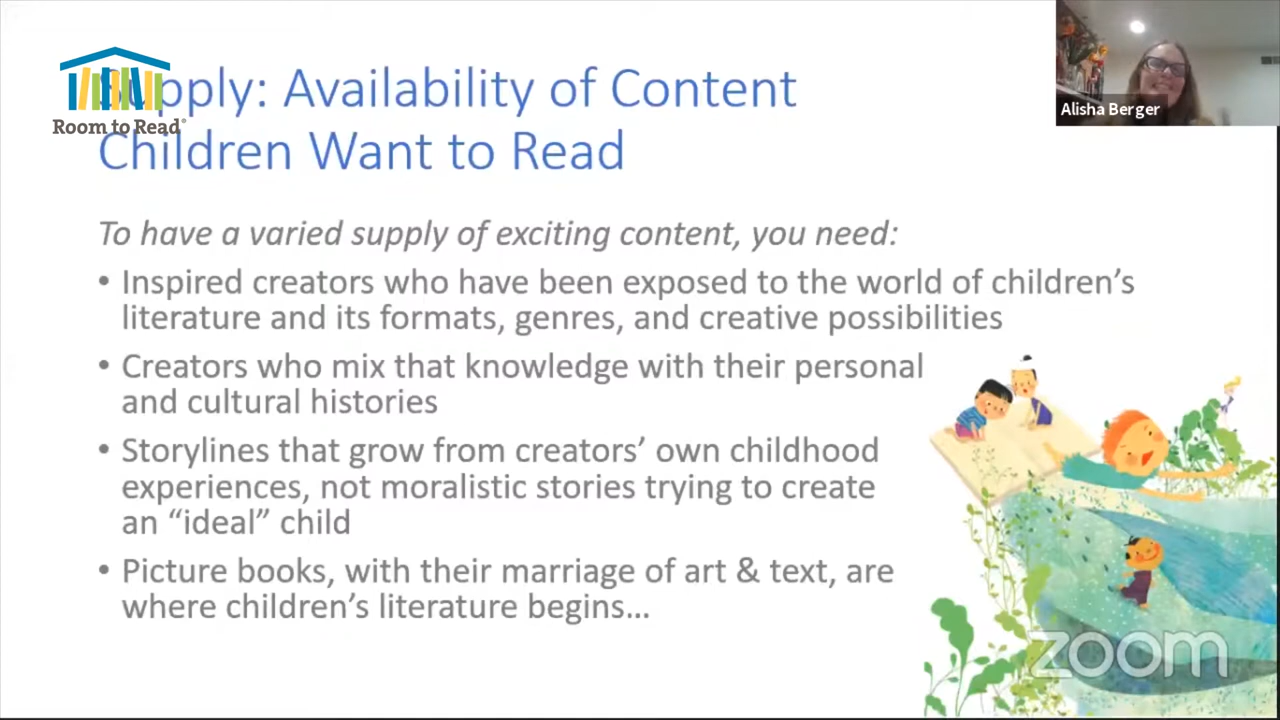 Room to Read®
Supply: Availability of Content
Children Want to Read
Alisha Berger
To have a varied supply of exciting content, you need:
• Inspired creators who have been exposed to the world of children’s
literature and its formats, genres, and creative possibilities
• Creators who mix that knowledge with their personal
and cultural histories
• Storylines that grow from creators’ own childhood
experiences, not moralistic stories trying to create
an “ideal” child
• Picture books, with their marriage of art & text, are
where children’s literature begins…
zoom